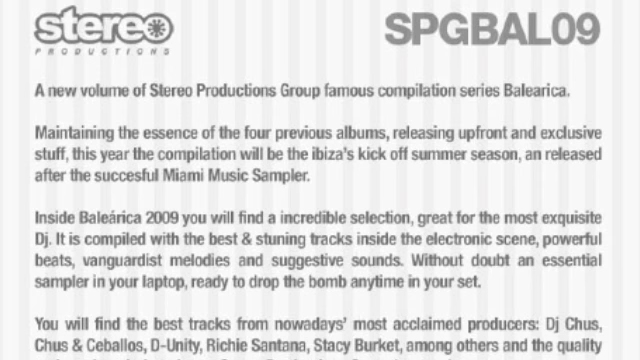 stereo SPGBAL09
PRODUCTIONS
A new volume of Stereo Productions Group famous compilation series Balearica.
Maintaining the essence of the four previous albums, releasing upfront and exclusive
stuff, this year the compilation will be the ibiza's kick off summer season, an released
after the succesful Miami Music Sampler.
Inside Baleárica 2009 you will find a incredible selection, great for the most exquisite
Dj. It is compiled with the best & stuning tracks inside the electronic scene, powerful
beats, vanguardist melodies and suggestive sounds. Without doubt an essential
sampler in your laptop, ready to drop the bomb anytime in your set.
You will find the best tracks from nowadays' most acclaimed producers: Dj Chus,
Chus & Ceballos, D-Unity, Richie Santana, Stacy Burket, among others and the quality